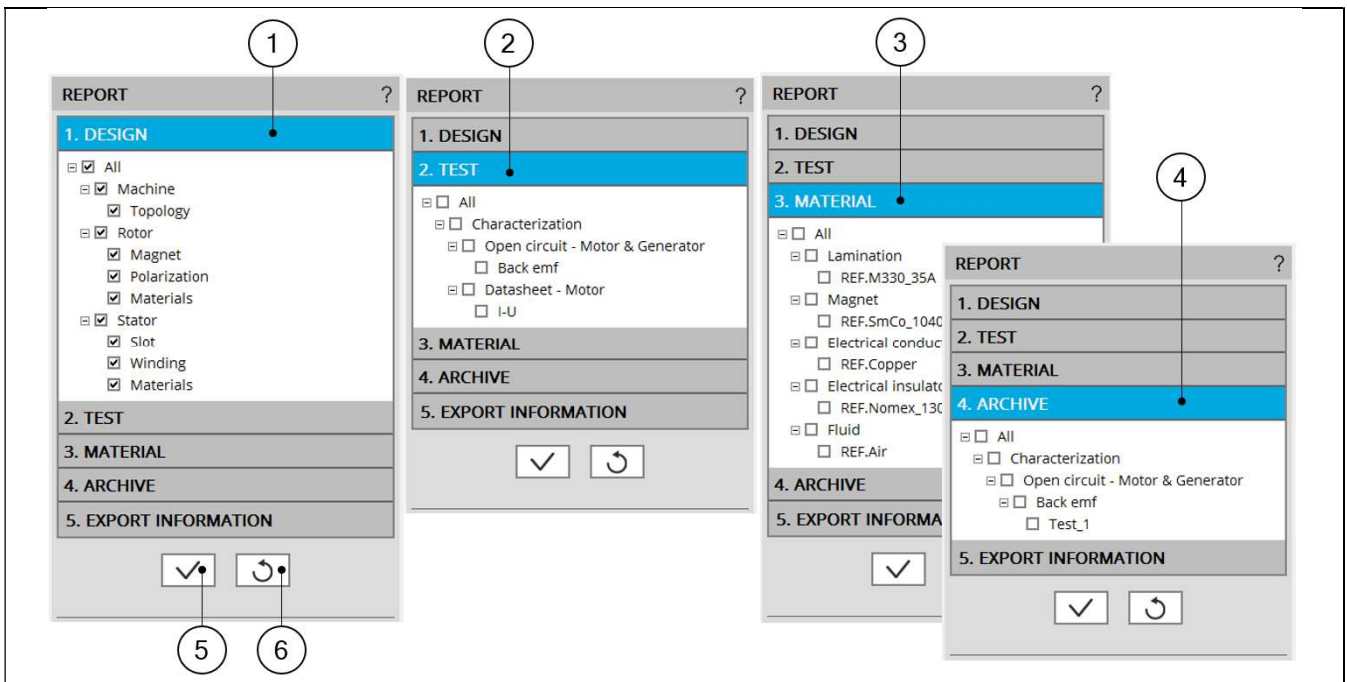 1
2
3
4
REPORT ?
1. DESIGN
All
Machine
Topology
Rotor
Magnet
Polarization
Materials
Stator
Slot
Winding
Materials
2. TEST
3. MATERIAL
4. ARCHIVE
5. EXPORT INFORMATION
5
6
REPORT ?
1. DESIGN
2. TEST
All
Characterization
Open circuit - Motor & Generator
Back emf
Datasheet - Motor
I-U
3. MATERIAL
4. ARCHIVE
5. EXPORT INFORMATION
REPORT ?
1. DESIGN
2. TEST
3. MATERIAL
All
Lamination
REF.M330_35A
Magnet
REF.SmCo_1040
Electrical conduc
REF.Copper
Electrical insulato
REF.Nomex_130
Fluid
REF.Air
4. ARCHIVE
5. EXPORT INFORMA
REPORT ?
1. DESIGN
2. TEST
3. MATERIAL
4. ARCHIVE
All
Characterization
Open circuit - Motor & Generator
Back emf
Test_1
5. EXPORT INFORMATION